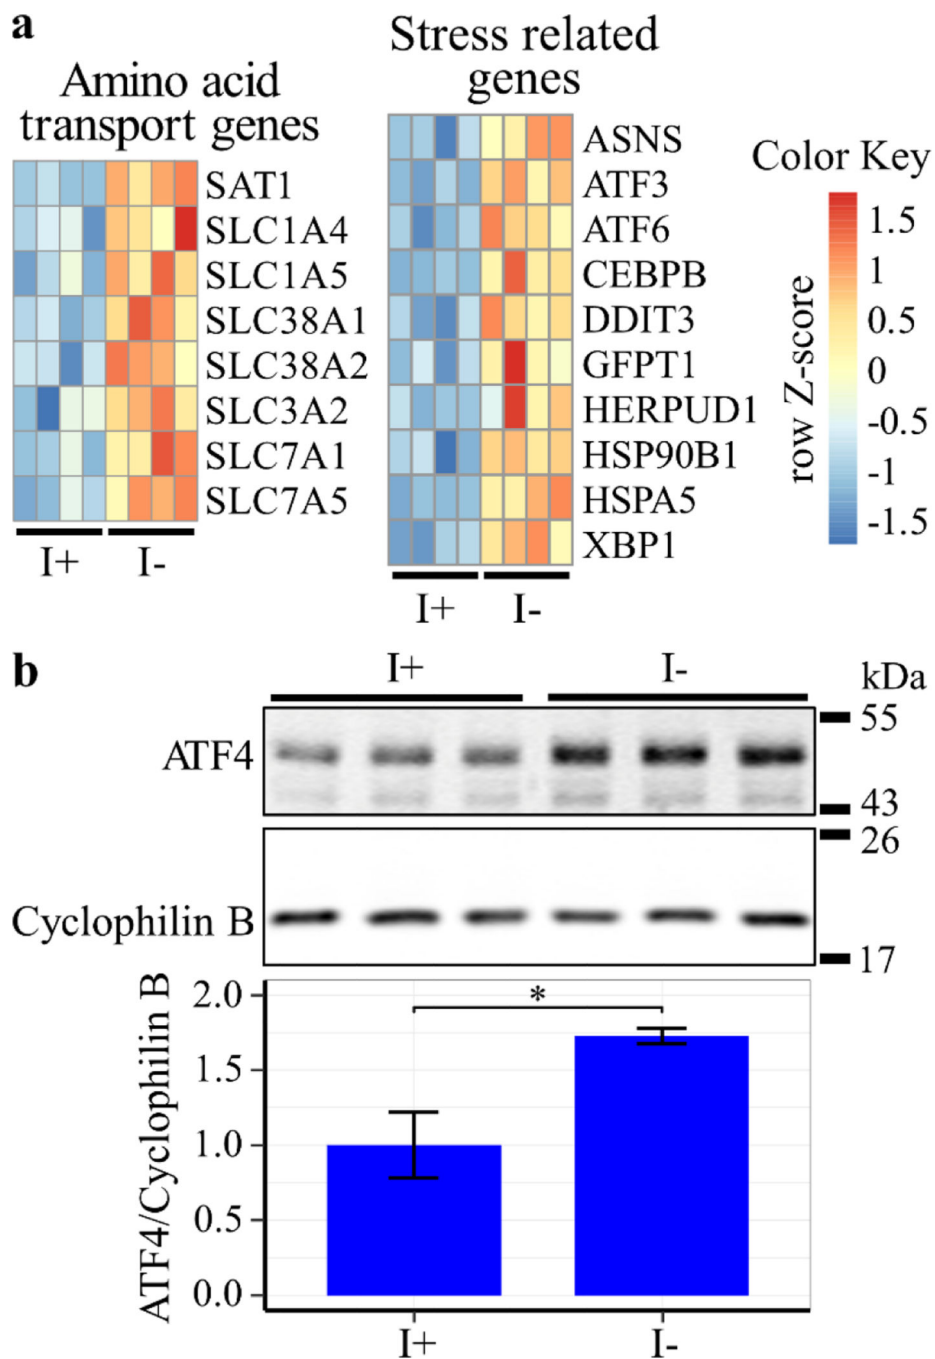 a
Amino acid
transport genes
SAT1
SLC1A4
SLC1A5
SLC38A1
SLC38A2
SLC3A2
SLC7A1
SLC7A5
I+ I-
Stress related
genes
ASNS
ATF3
ATF6
CEBPB
DDIT3
GFPT1
HERPUD1
HSP90B1
HSPA5
XBP1
I+ I-
Color Key
row Z-score
1.5
1
0.5
0
-0.5
-1
-1.5
b
I+ I- kDa
ATF4
55
43
Cyclophilin B
26
17
ATF4/Cyclophilin B
2.0
1.5
1.0
0.5
0.0
*
I+ I-